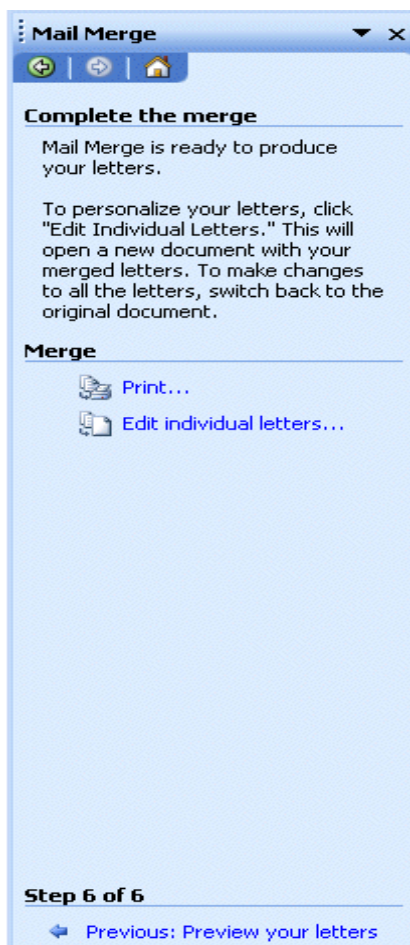 Mail Merge
Complete the merge
Mail Merge is ready to produce
your letters.
To personalize your letters, click
"Edit Individual Letters." This will
open a new document with your
merged letters. To make changes
to all the letters, switch back to the
original document.
Merge
Print...
Edit individual letters...
Step 6 of 6
Previous: Preview your letters